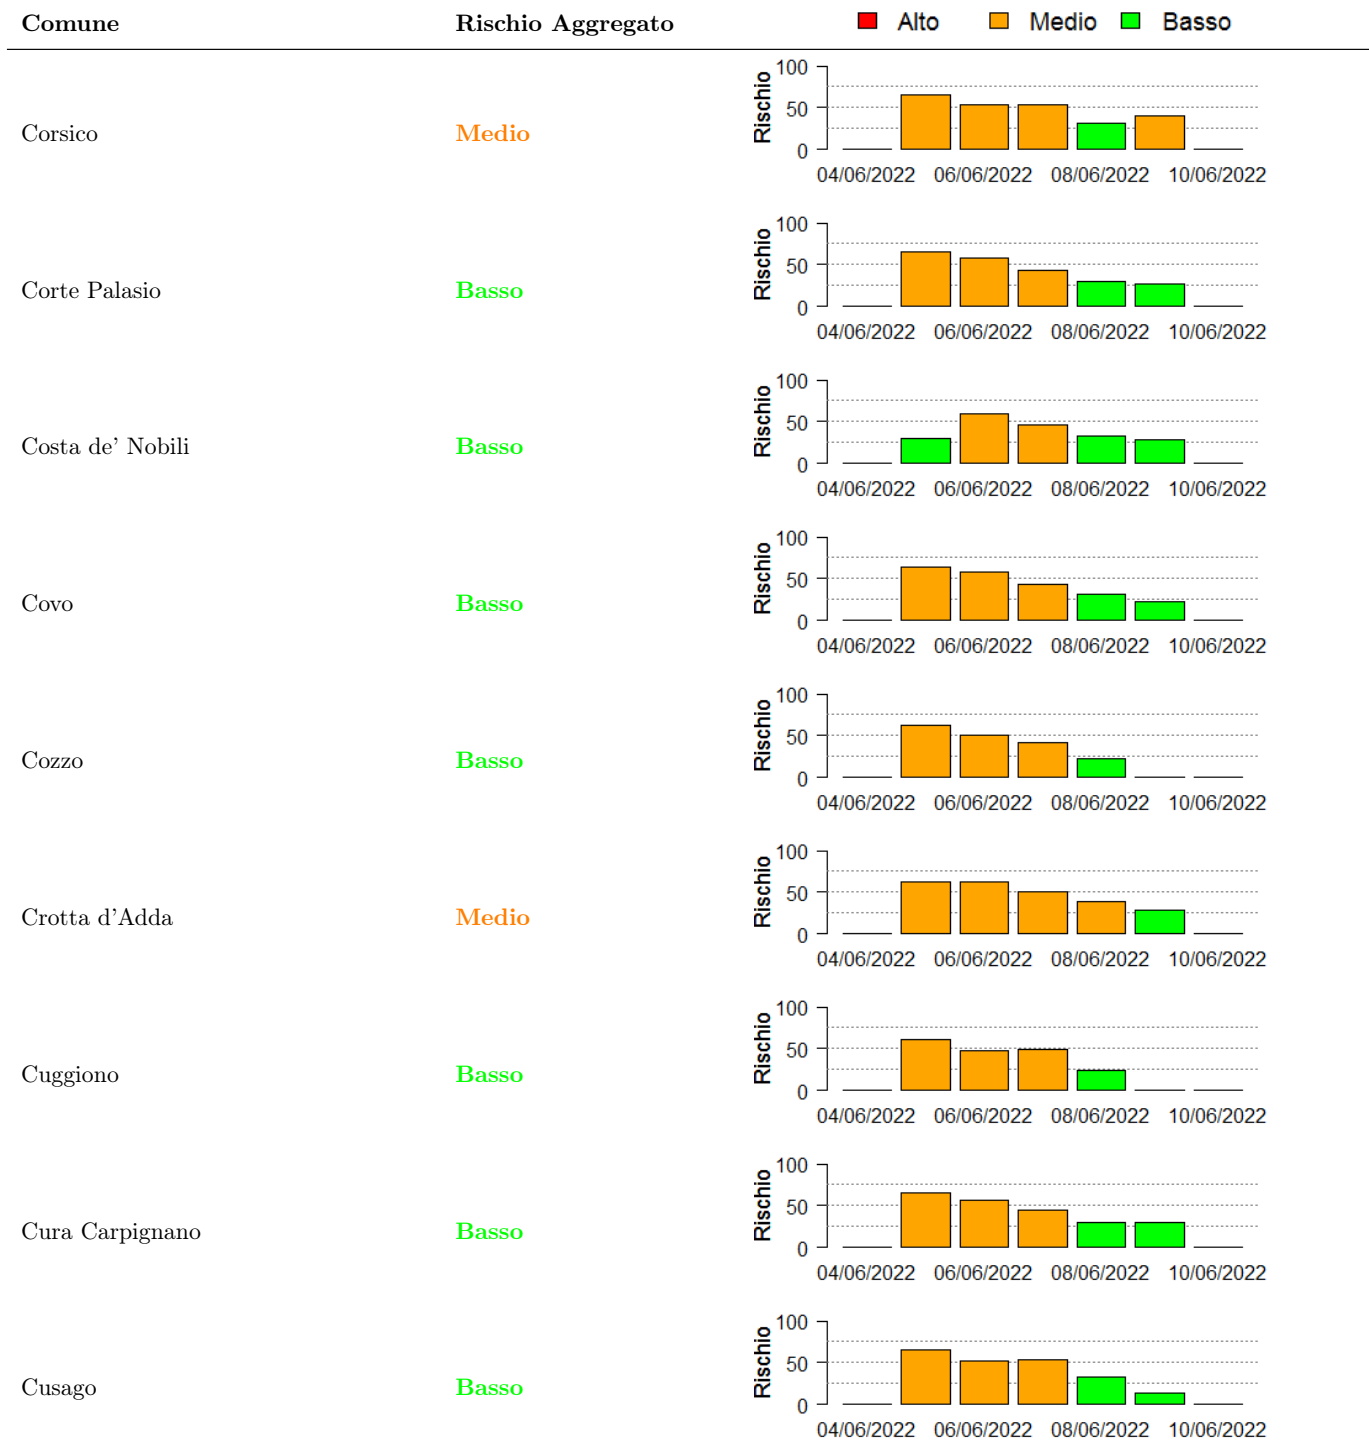 Comune Rischio Aggregato Alto Medio Basso
100
50
0
Rischio
Corsico Medio
04/06/2022 06/06/2022 08/06/2022 10/06/2022
100
50
0
Rischio
Corte Palasio Basso
04/06/2022 06/06/2022 08/06/2022 10/06/2022
100
50
0
Rischio
Costa de' Nobili Basso
04/06/2022 06/06/2022 08/06/2022 10/06/2022
100
50
0
Rischio
Covo Basso
04/06/2022 06/06/2022 08/06/2022 10/06/2022
100
50
0
Rischio
Cozzo Basso
04/06/2022 06/06/2022 08/06/2022 10/06/2022
100
50
0
Rischio
Crotta d'Adda Medio
04/06/2022 06/06/2022 08/06/2022 10/06/2022
100
50
0
Rischio
Cuggiono Basso
04/06/2022 06/06/2022 08/06/2022 10/06/2022
100
50
0
Rischio
Cura Carpignano Basso
04/06/2022 06/06/2022 08/06/2022 10/06/2022
100
50
0
Rischio
Cusago Basso
04/06/2022 06/06/2022 08/06/2022 10/06/2022